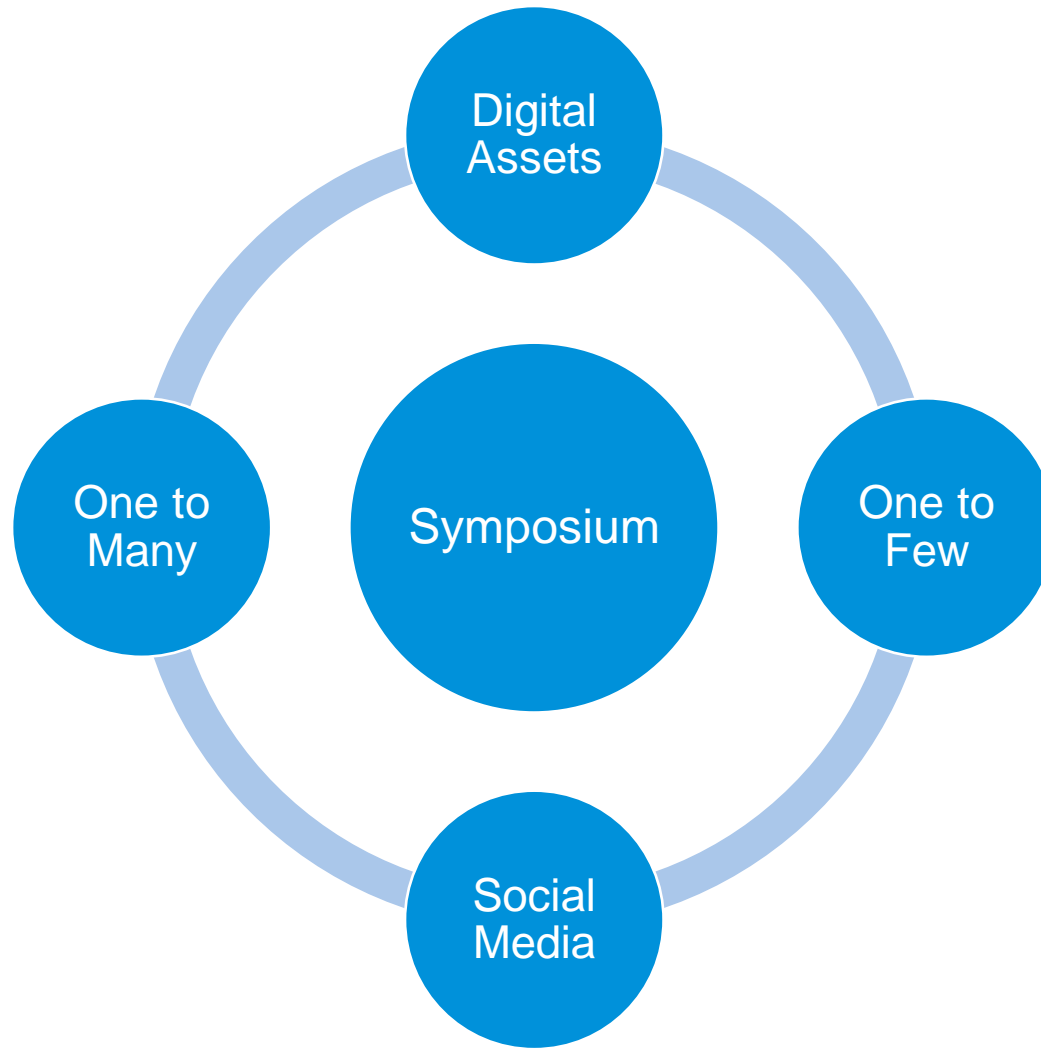 Digital
Assets
One to
Many
Symposium
One to
Few
Social
Media